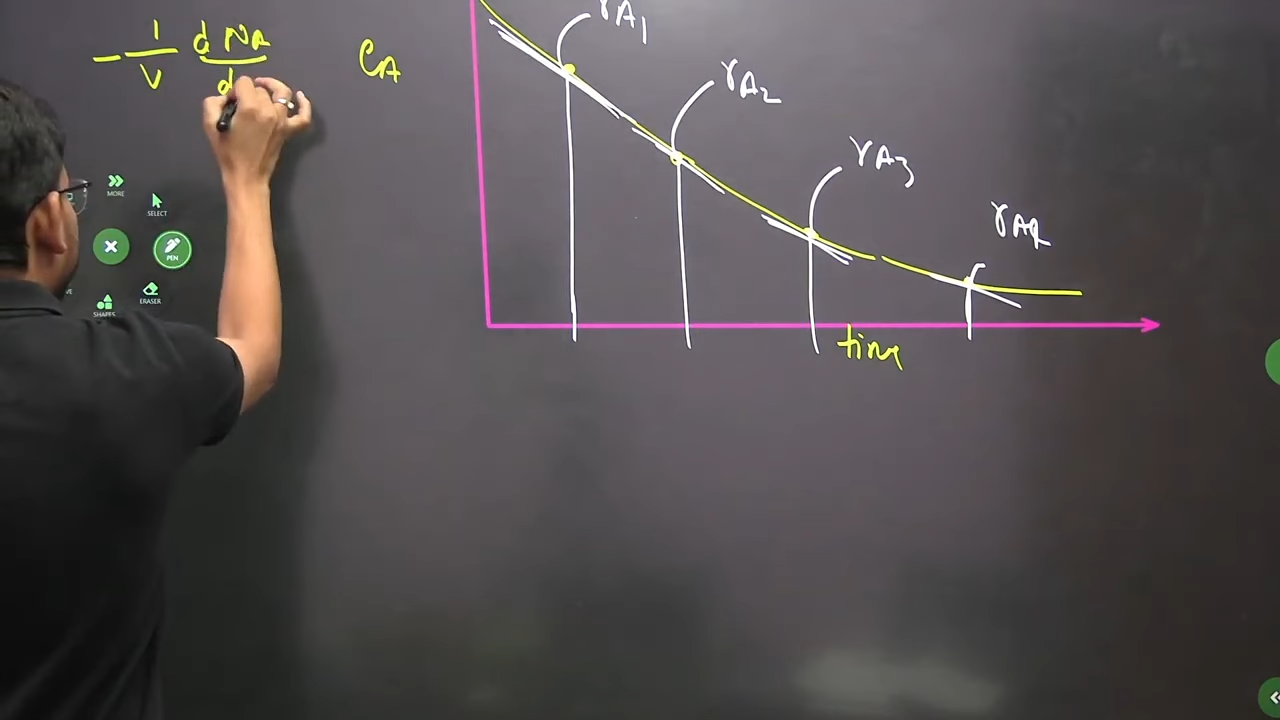 - 1/V dNA/d
CA
rA1
rA2
rA3
rA4
time
MORE
SELECT
PEN
ERASER
SHAPES